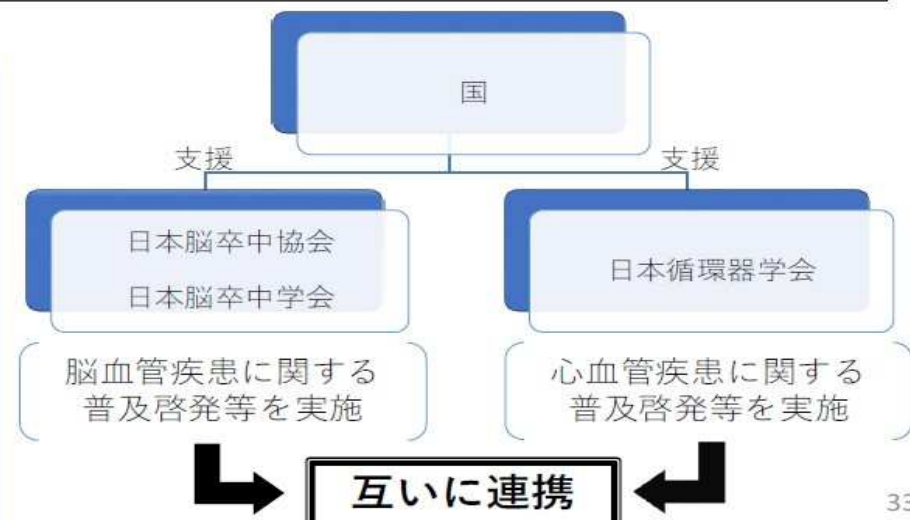 国
支援
支援
日本脳卒中協会
日本脳卒中学会
日本循環器学会
脳血管疾患に関する
普及啓発等を実施
心血管疾患に関する
普及啓発等を実施
互いに連携
33